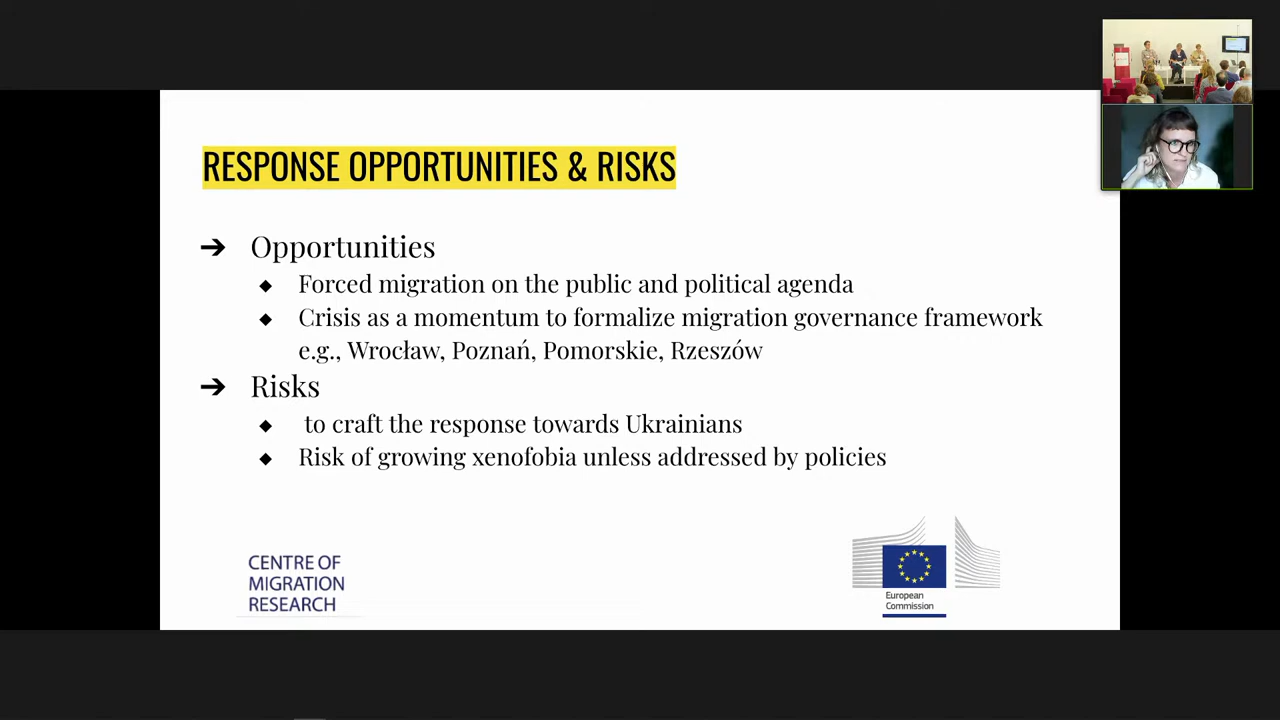 RESPONSE OPPORTUNITIES & RISKS
➔ Opportunities
◆ Forced migration on the public and political agenda
◆ Crisis as a momentum to formalize migration governance framework
e.g., Wrocław, Poznań, Pomorskie, Rzeszów
➔ Risks
◆ to craft the response towards Ukrainians
◆ Risk of growing xenofobia unless addressed by policies
CENTRE OF
MIGRATION
RESEARCH
European
Commission